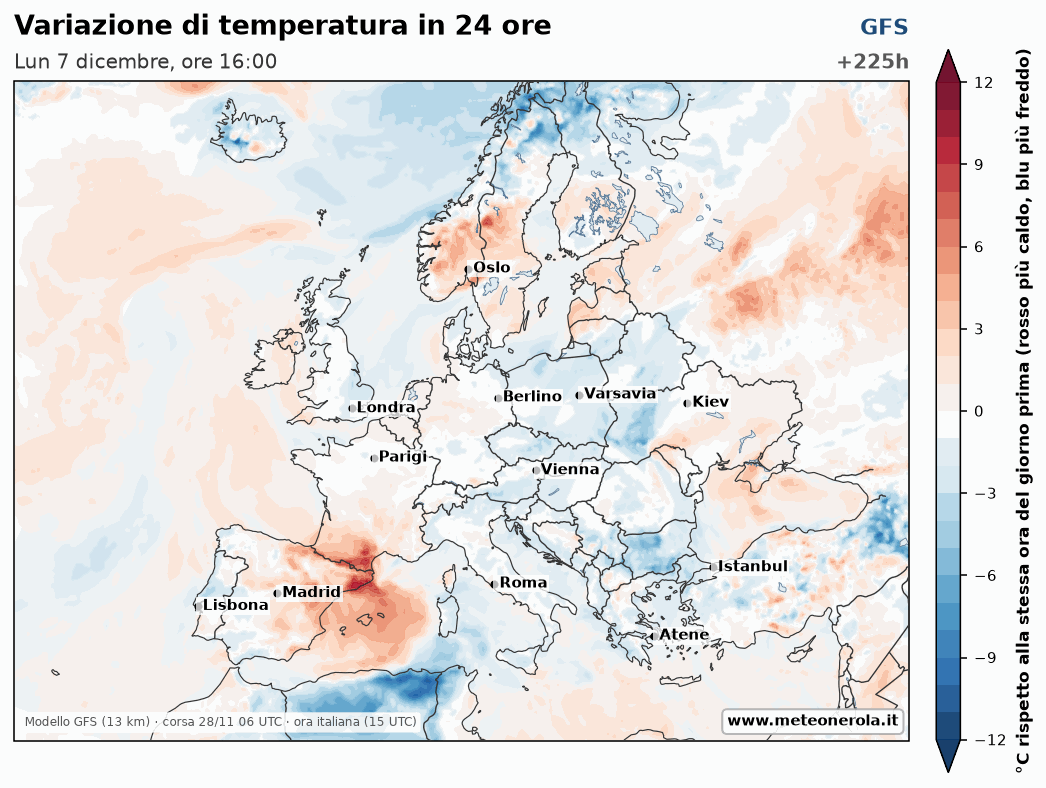 Variazione di temperatura in 24 ore
GFS
Lun 7 dicembre, ore 16:00
+225h
Oslo
Londra
Berlino
Varsavia
Kiev
Parigi
Vienna
Istanbul
Roma
Madrid
Lisbona
Atene
Modello GFS (13 km) · corsa 28/11 06 UTC · ora italiana (15 UTC)
www.meteonerola.it
12
9
6
3
0
−3
−6
−9
−12
°C rispetto alla stessa ora del giorno prima (rosso più caldo, blu più freddo)